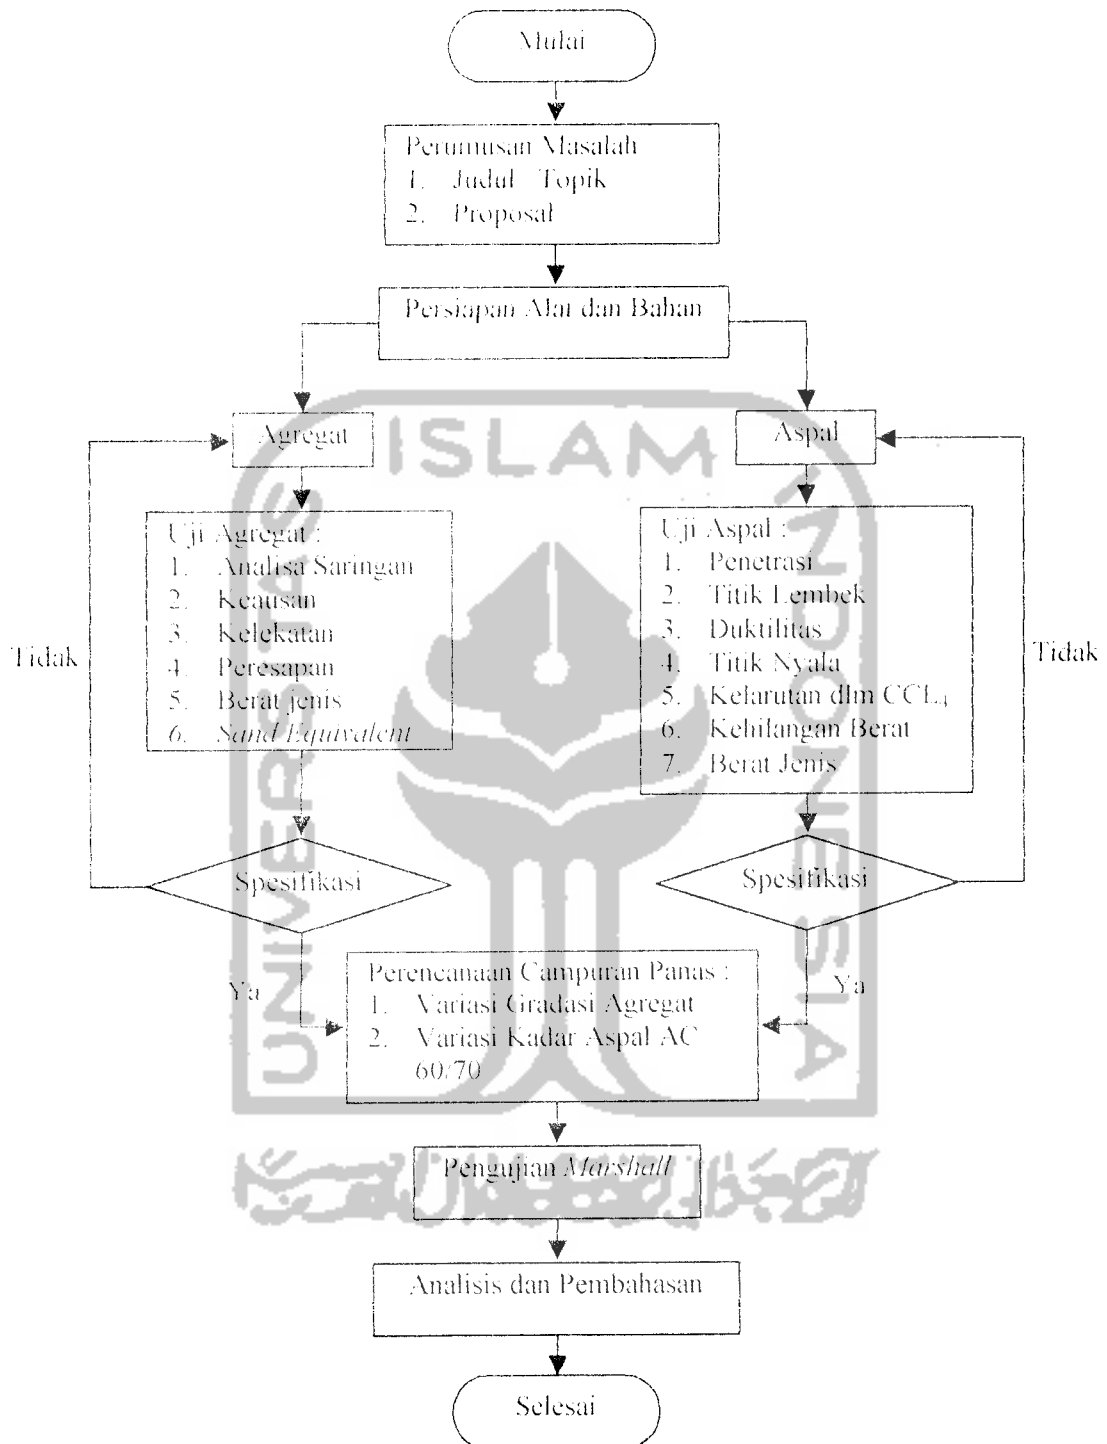 Mulai
Perumusan Masalah
1. Judul Topik
2. Proposal
Persiapan Alat dan Bahan
Agregat
Aspal
Uji Agregat :
1. Analisa Saringan
2. Keausan
3. Kelekatan
4. Peresapan
5. Berat jenis
6. Sand Equivalent
Uji Aspal :
1. Penetrasi
2. Titik Lembek
3. Duktilitas
4. Titik Nyala
5. Kelarutan dlm CCL₄
6. Kehilangan Berat
7. Berat Jenis
Tidak
Tidak
Spesifikasi
Spesifikasi
Ya
Ya
Perencanaan Campuran Panas :
1. Variasi Gradasi Agregat
2. Variasi Kadar Aspal AC
60/70
Pengujian Marshall
Analisis dan Pembahasan
Selesai
UNIVERSITAS
ISLAM
INDONESIA